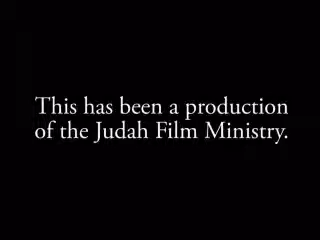 This has been a production
of the Judah Film Ministry.